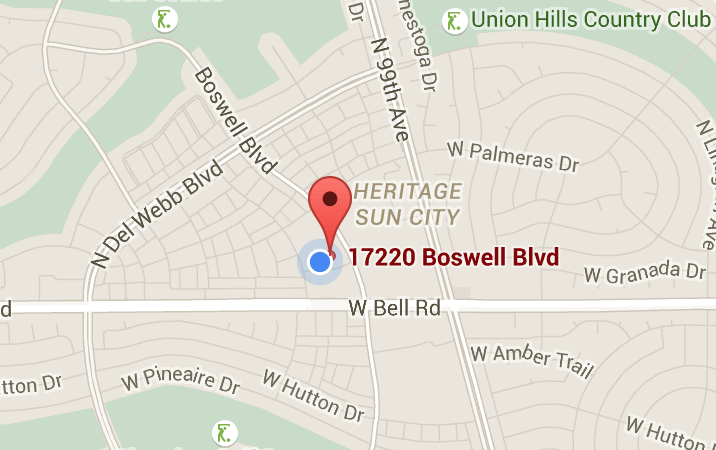 Union Hills Country Club
Dr
nestoga Dr
N 99th Ave
Boswell Blvd
W Palmeras Dr
N Del Webb Blvd
HERITAGE
SUN CITY
17220 Boswell Blvd
W Granada Dr
d
W Bell Rd
W Amber Trail
tton Dr
W Pineaire Dr
W Hutton Dr
W Hutton